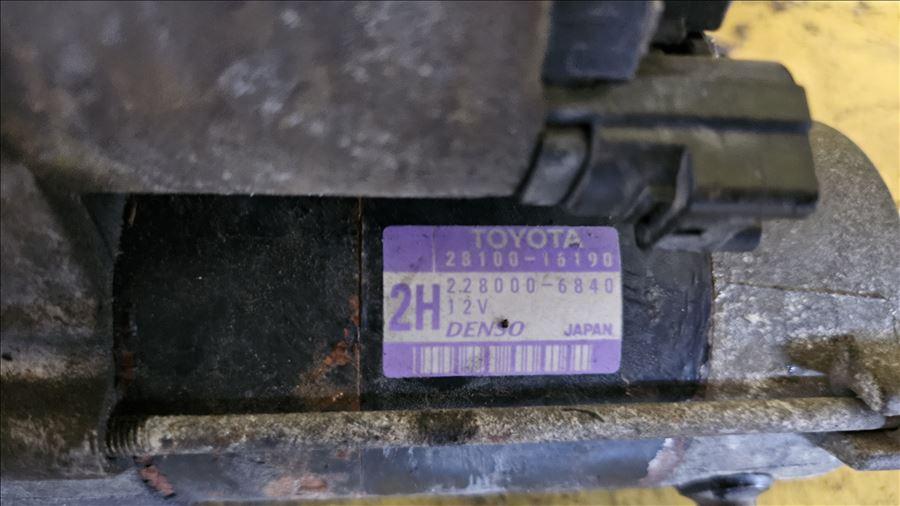 TOYOTA
28100-16190
2H
228000-6840
12V
DENSO JAPAN